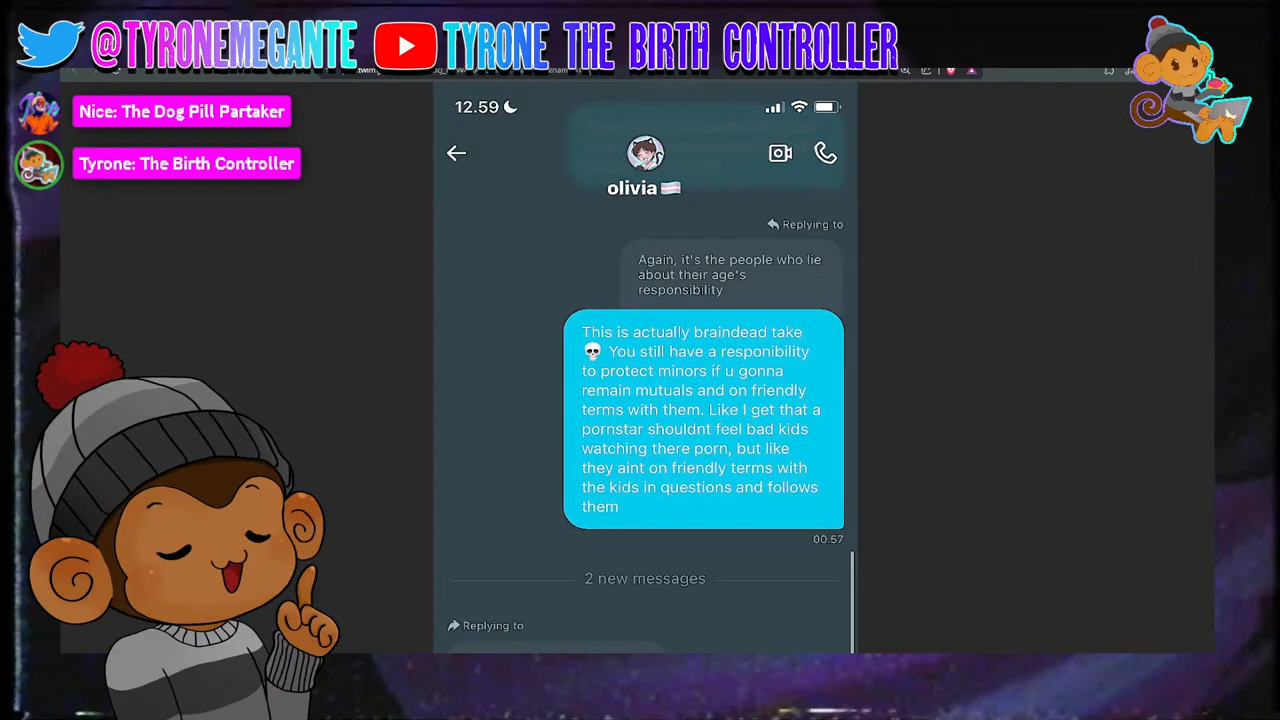 @TYRONEMEGANTE
TYRONE THE BIRTH CONTROLLER
Nice: The Dog Pill Partaker
Tyrone: The Birth Controller
12.59
olivia
Replying to
Again, it's the people who lie
about their age's
responsibility
This is actually braindead take
💀 You still have a responibility
to protect minors if u gonna
remain mutuals and on friendly
terms with them. Like I get that a
pornstar shouldnt feel bad kids
watching there porn, but like
they aint on friendly terms with
the kids in questions and follows
them
00.57
2 new messages
Replying to